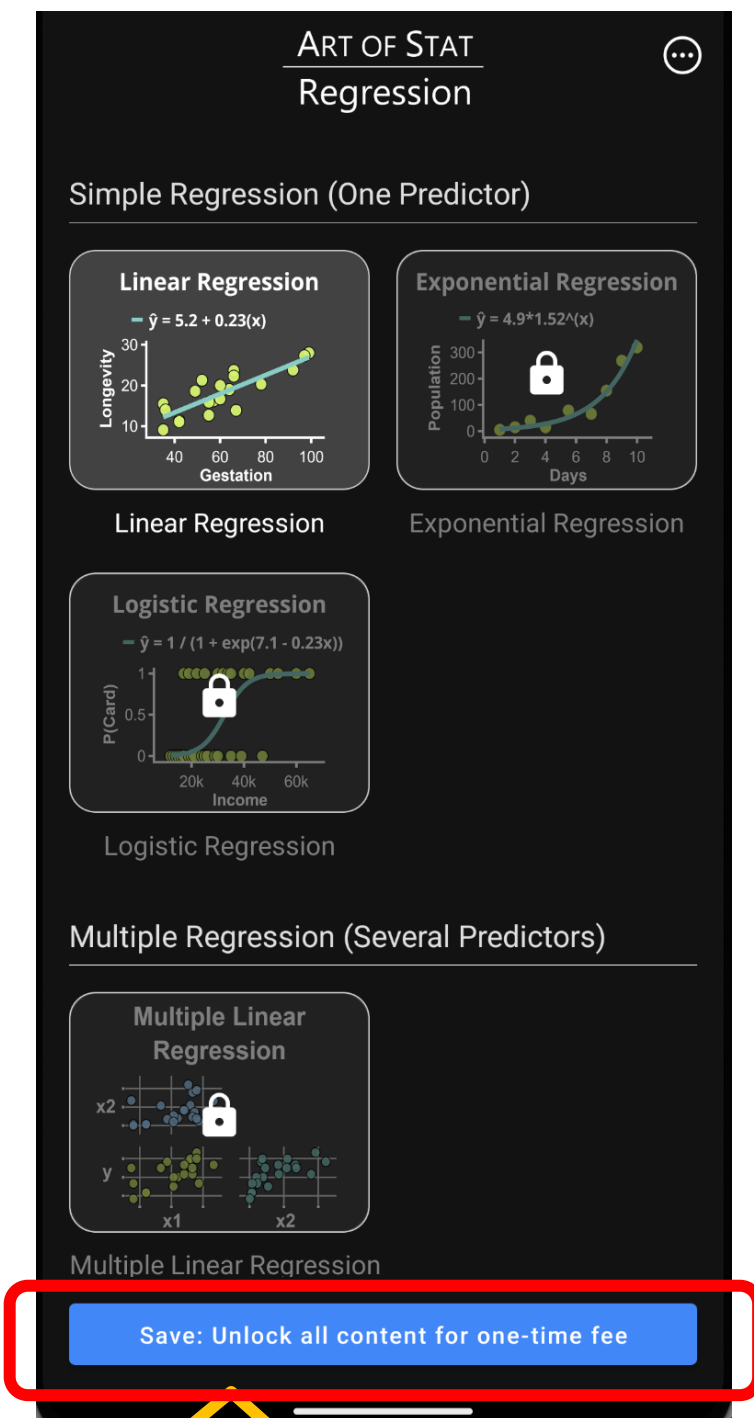 ART OF STAT
Regression
Simple Regression (One Predictor)
Linear Regression
ŷ = 5.2 + 0.23(x)
Longevity
30
20
10
40 60 80 100
Gestation
Linear Regression
Exponential Regression
ŷ = 4.9*1.52^(x)
Population
300
200
100
0
0 2 4 6 8 10
Days
Exponential Regression
Logistic Regression
ŷ = 1 / (1 + exp(7.1 - 0.23x))
P(Card)
1
0.5
0
20k 40k 60k
Income
Logistic Regression
Multiple Regression (Several Predictors)
Multiple Linear
Regression
x2
y
x1 x2
Multiple Linear Regression
Save: Unlock all content for one-time fee